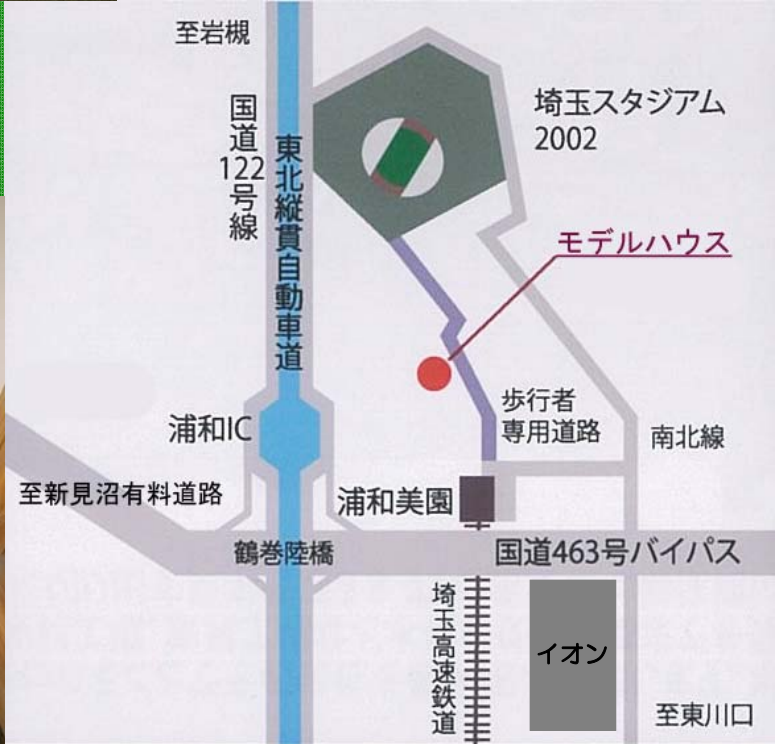 至岩槻
国道122号線
東北縦貫自動車道
埼玉スタジアム
2002
モデルハウス
歩行者
専用道路
南北線
浦和IC
至新見沼有料道路
浦和美園
鶴巻陸橋
国道463号バイパス
埼玉高速鉄道
イオン
至東川口